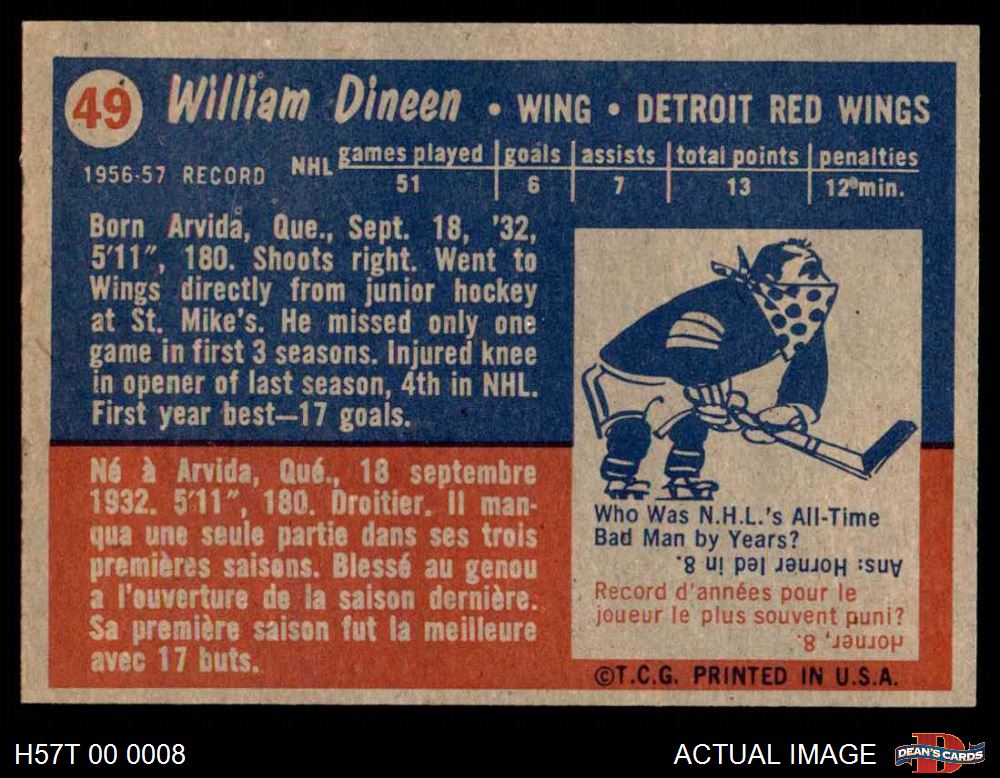 49 William Dineen • WING • DETROIT RED WINGS
1956-57 RECORD NHL games played goals assists total points penalties
51 6 7 13 12 min.
Born Arvida, Que., Sept. 18, '32,
5'11", 180. Shoots right. Went to
Wings directly from junior hockey
at St. Mike's. He missed only one
game in first 3 seasons. Injured knee
in opener of last season, 4th in NHL.
First year best—17 goals.
Né à Arvida, Qué., 18 septembre
1932. 5'11", 180. Droitier. Il man-
qua une seule partie dans ses trois
premières saisons. Blessé au genou
a l'ouverture de la saison dernière.
Sa première saison fut la meilleure
avec 17 buts.
Who Was N.H.L.'s All-Time
Bad Man by Years?
Ans: Horner led in 8.
Record d'années pour le
joueur le plus souvent puni?
Horner, 8.
©T.C.G. PRINTED IN U.S.A.
H57T 00 0008 ACTUAL IMAGE DEAN'S CARDS